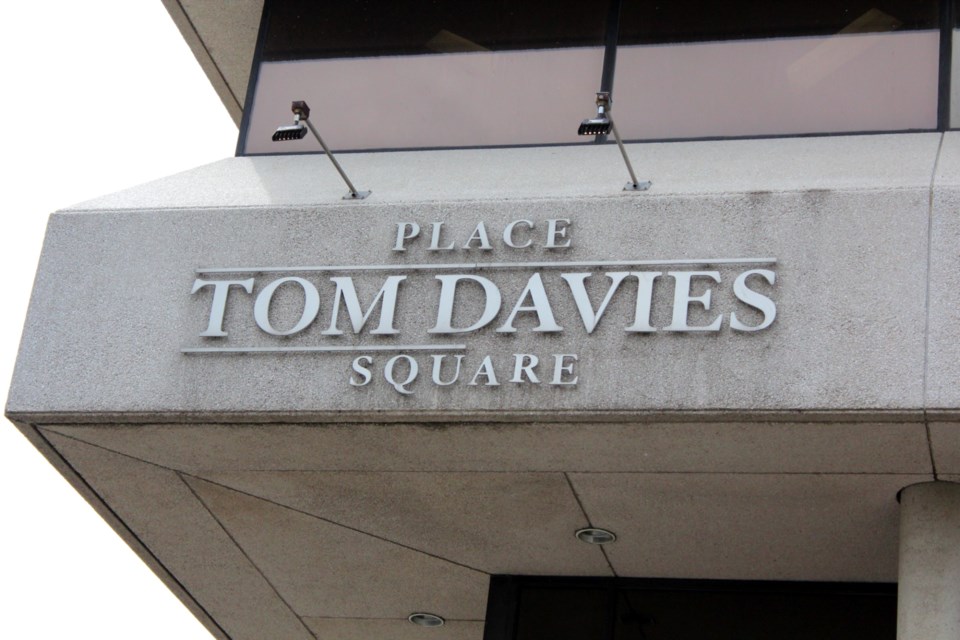 PLACE
TOM DAVIES
SQUARE